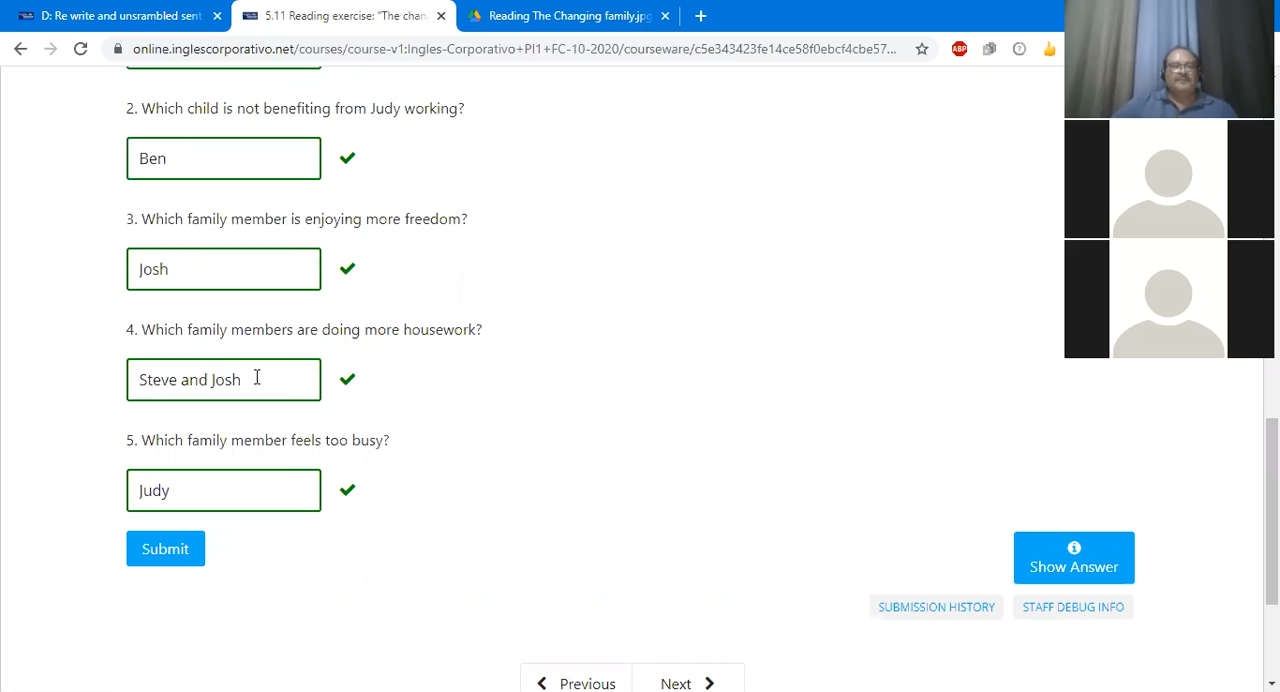 D: Re write and unsrambled sent
5.11 Reading exercise: "The chan
Reading The Changing family.jpg
online.inglescorporativo.net/courses/course-v1:Ingles-Corporativo+PI1+FC-10-2020/courseware/c5e343423fe14ce58f0ebcf4cbe57...
ABP
2. Which child is not benefiting from Judy working?
Ben
3. Which family member is enjoying more freedom?
Josh
4. Which family members are doing more housework?
Steve and Josh
5. Which family member feels too busy?
Judy
Submit
Show Answer
SUBMISSION HISTORY
STAFF DEBUG INFO
Previous
Next